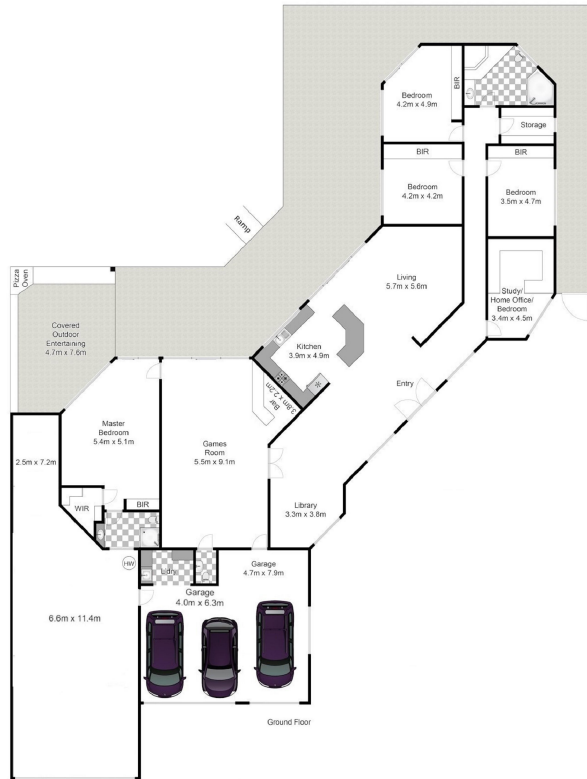 Bedroom
4.2m x 4.9m
BIR
Storage
BIR
BIR
Bedroom
4.2m x 4.2m
Bedroom
3.5m x 4.7m
Ramp
Living
5.7m x 5.6m
Study/
Home Office/
Bedroom
3.4m x 4.5m
Pizza
Oven
Covered
Outdoor
Entertaining
4.7m x 7.6m
Kitchen
3.9m x 4.9m
Entry
Bar
3.8m x 2.2m
Master
Bedroom
5.4m x 5.1m
Games
Room
5.5m x 9.1m
2.5m x 7.2m
WIR
BIR
Library
3.3m x 3.8m
HW
L'dry
Garage
4.7m x 7.9m
Garage
4.0m x 6.3m
6.6m x 11.4m
Ground Floor